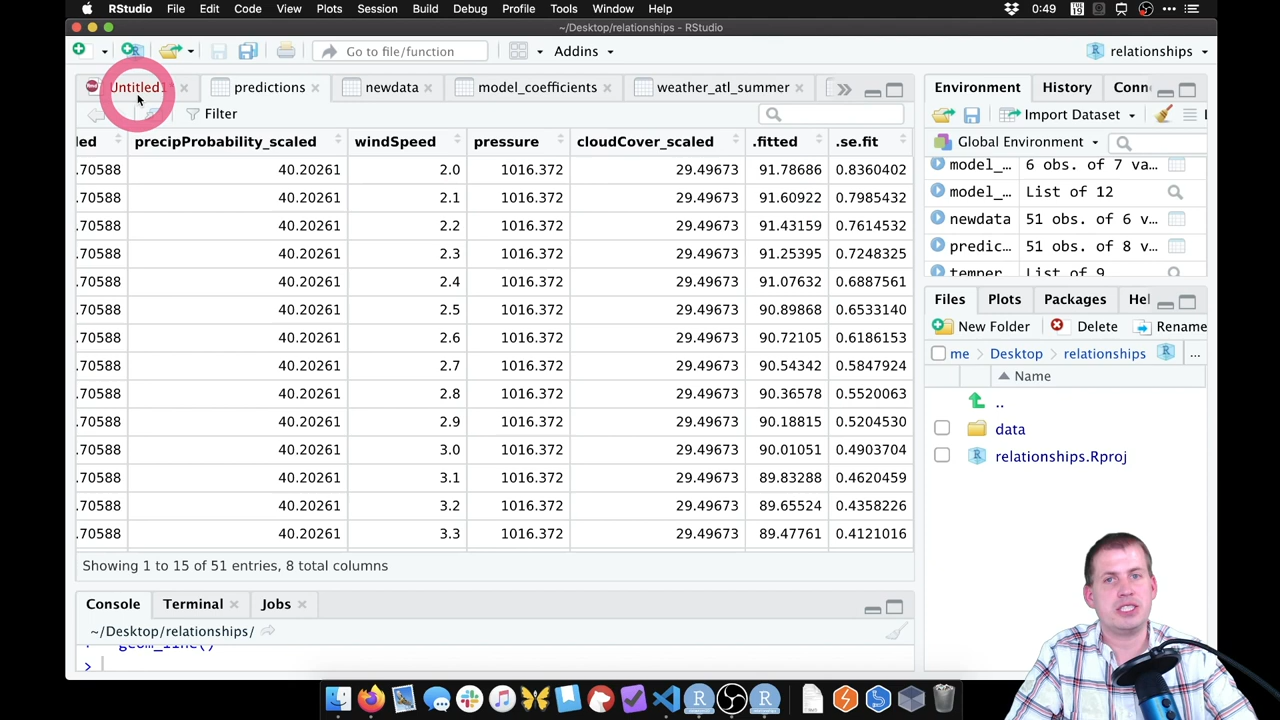 RStudio File Edit Code View Plots Session Build Debug Profile Tools Window Help 0:49
~/Desktop/relationships - RStudio
Go to file/function Addins relationships
Untitled1* predictions newdata model_coefficients weather_atl_summer
Filter
led precipProbability_scaled windSpeed pressure cloudCover_scaled .fitted .se.fit
.70588 40.20261 2.0 1016.372 29.49673 91.78686 0.8360402
.70588 40.20261 2.1 1016.372 29.49673 91.60922 0.7985432
.70588 40.20261 2.2 1016.372 29.49673 91.43159 0.7614532
.70588 40.20261 2.3 1016.372 29.49673 91.25395 0.7248325
.70588 40.20261 2.4 1016.372 29.49673 91.07632 0.6887561
.70588 40.20261 2.5 1016.372 29.49673 90.89868 0.6533140
.70588 40.20261 2.6 1016.372 29.49673 90.72105 0.6186153
.70588 40.20261 2.7 1016.372 29.49673 90.54342 0.5847924
.70588 40.20261 2.8 1016.372 29.49673 90.36578 0.5520063
.70588 40.20261 2.9 1016.372 29.49673 90.18815 0.5204530
.70588 40.20261 3.0 1016.372 29.49673 90.01051 0.4903704
.70588 40.20261 3.1 1016.372 29.49673 89.83288 0.4620459
.70588 40.20261 3.2 1016.372 29.49673 89.65524 0.4358226
.70588 40.20261 3.3 1016.372 29.49673 89.47761 0.4121016
Showing 1 to 15 of 51 entries, 8 total columns
Console Terminal Jobs
~/Desktop/relationships/
geom_line()
>
Environment History Conn
Import Dataset
Global Environment
model_... 6 obs. of 7 va...
model_... List of 12
newdata 51 obs. of 6 v...
predic... 51 obs. of 8 v...
temper... List of 9
Files Plots Packages Hel
New Folder Delete Rename
me Desktop relationships ...
Name
..
data
relationships.Rproj